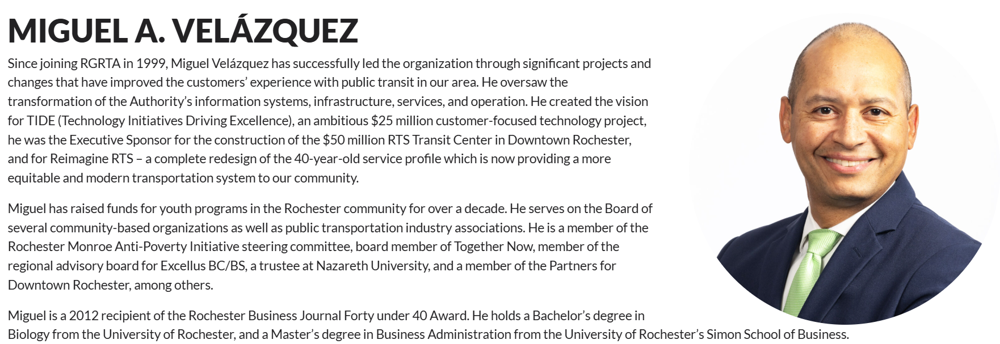 MIGUEL A. VELÁZQUEZ
Since joining RGRTA in 1999, Miguel Velázquez has successfully led the organization through significant projects and
changes that have improved the customers’ experience with public transit in our area. He oversaw the
transformation of the Authority’s information systems, infrastructure, services, and operation. He created the vision
for TIDE (Technology Initiatives Driving Excellence), an ambitious $25 million customer-focused technology project,
he was the Executive Sponsor for the construction of the $50 million RTS Transit Center in Downtown Rochester,
and for Reimagine RTS – a complete redesign of the 40-year-old service profile which is now providing a more
equitable and modern transportation system to our community.
Miguel has raised funds for youth programs in the Rochester community for over a decade. He serves on the Board of
several community-based organizations as well as public transportation industry associations. He is a member of the
Rochester Monroe Anti-Poverty Initiative steering committee, board member of Together Now, member of the
regional advisory board for Excellus BC/BS, a trustee at Nazareth University, and a member of the Partners for
Downtown Rochester, among others.
Miguel is a 2012 recipient of the Rochester Business Journal Forty under 40 Award. He holds a Bachelor’s degree in
Biology from the University of Rochester, and a Master’s degree in Business Administration from the University of Rochester’s Simon School of Business.